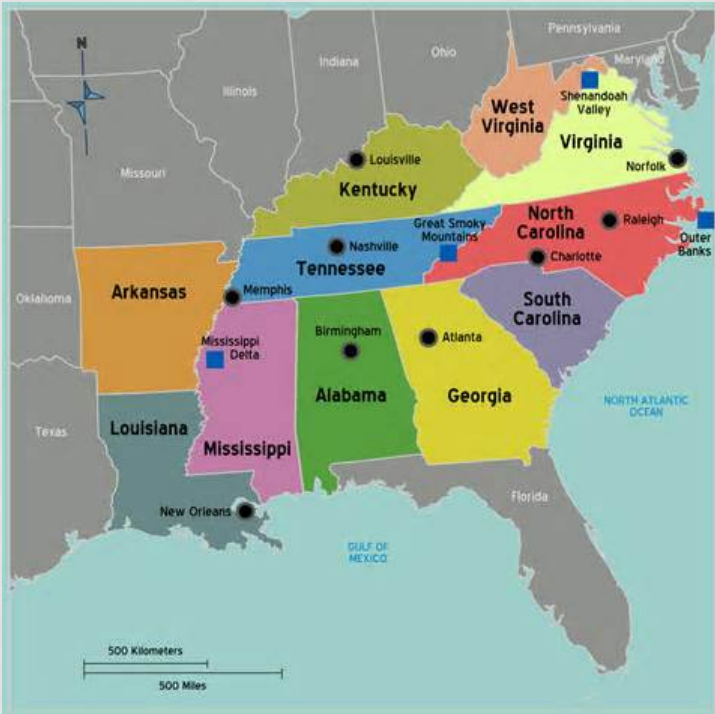 Pennsylvania
N
Ohio
Indiana
Maryland
Illinois
West
Virginia
Shenandoah
Valley
Virginia
Louisville
Norfolk
Missouri
Kentucky
North
Carolina
Raleigh
Great Smoky
Mountains
Nashville
Outer
Banks
Charlotte
Tennessee
Oklahoma
Arkansas
Memphis
South
Carolina
Mississippi
Delta
Birmingham
Atlanta
Alabama
Georgia
NORTH ATLANTIC
OCEAN
Texas
Louisiana
Mississippi
Florida
New Orleans
GULF OF
MEXICO
500 Kilometers
500 Miles